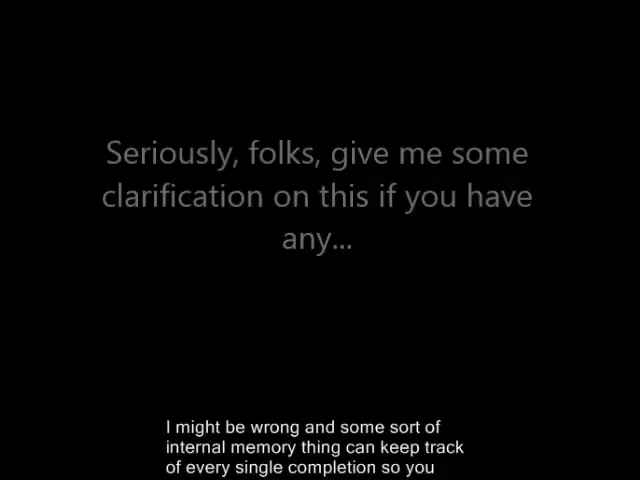 Seriously, folks, give me some
clarification on this if you have
any...
I might be wrong and some sort of
internal memory thing can keep track
of every single completion so you